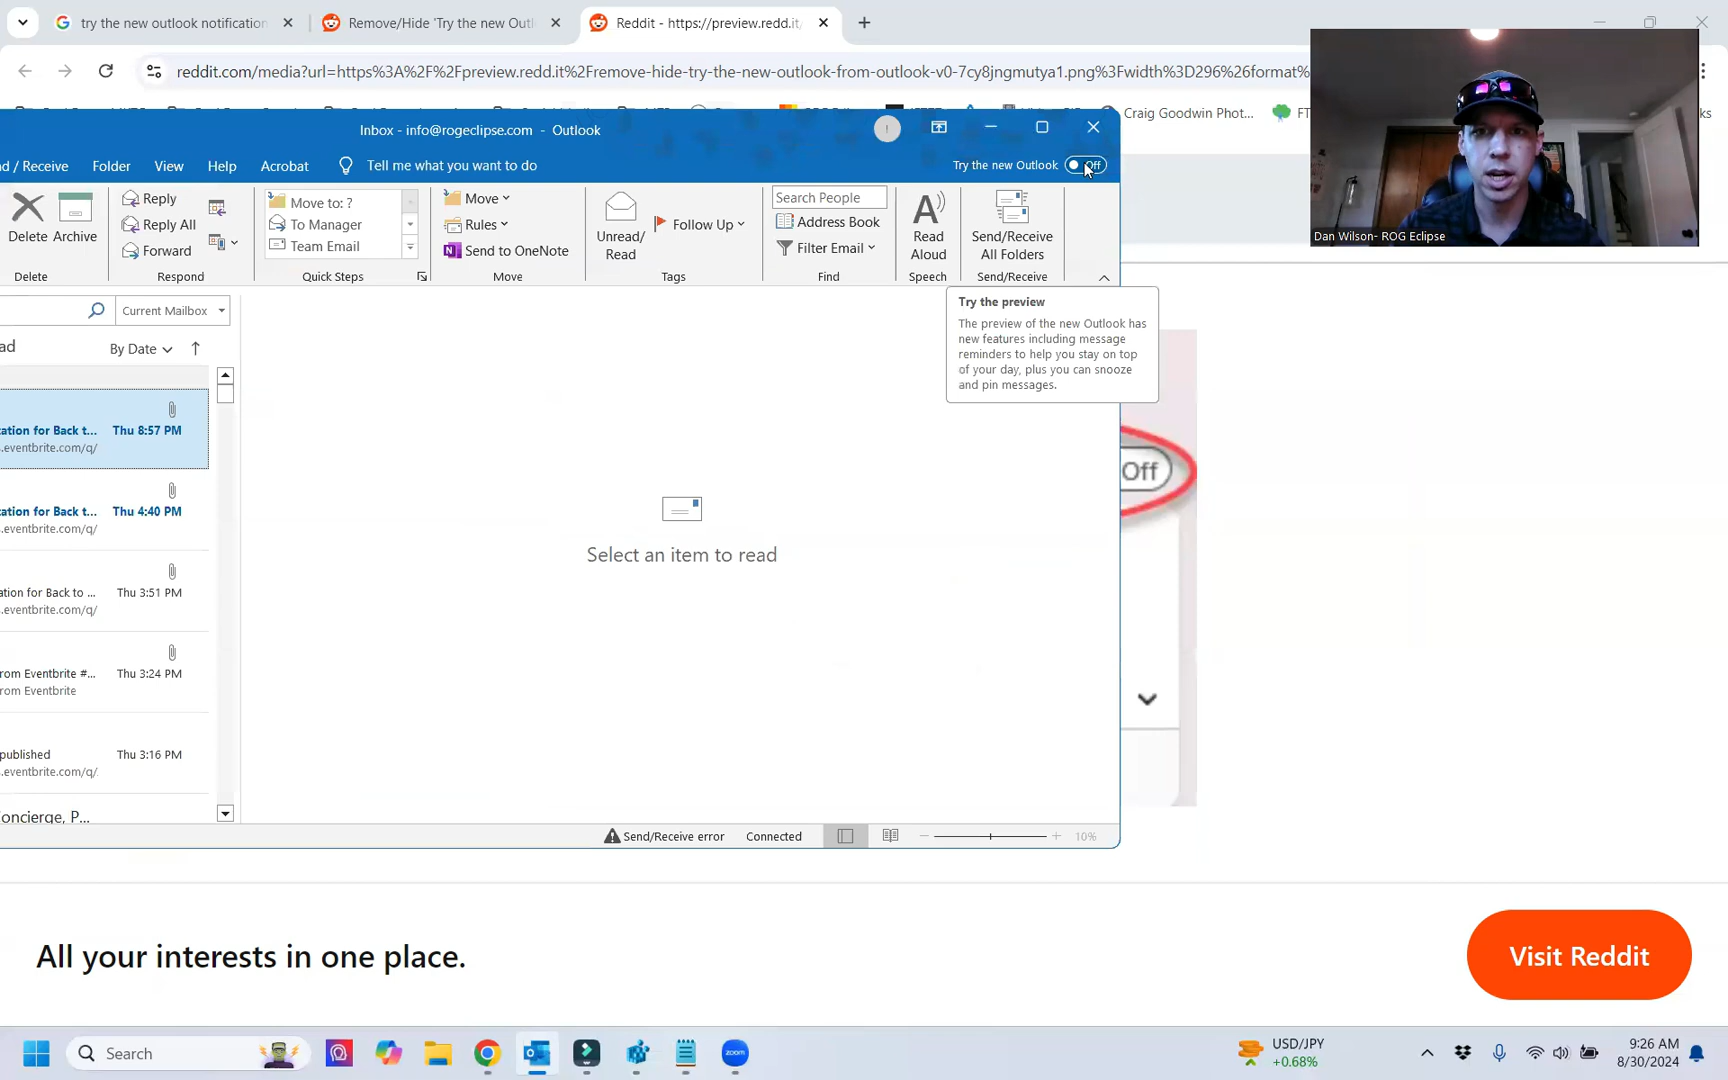 try the new outlook notification
Remove/Hide 'Try the new Outl
Reddit - https://preview.redd.it/
reddit.com/media?url=https%3A%2F%2Fpreview.redd.it%2Fremove-hide-try-the-new-outlook-from-outlook-v0-7cy8jngmutya1.png%3Fwidth%3D296%26format%
Craig Goodwin Phot...
FT
ks
Dan Wilson- ROG Eclipse
Inbox - info@rogeclipse.com - Outlook
nd / Receive
Folder
View
Help
Acrobat
Tell me what you want to do
Try the new Outlook
Off
Delete
Archive
Delete
Reply
Reply All
Forward
Respond
Move to: ?
To Manager
Team Email
Quick Steps
Move
Rules
Send to OneNote
Move
Unread/
Read
Follow Up
Tags
Search People
Address Book
Filter Email
Find
Read
Aloud
Speech
Send/Receive
All Folders
Send/Receive
Try the preview
The preview of the new Outlook has
new features including message
reminders to help you stay on top
of your day, plus you can snooze
and pin messages.
Current Mailbox
ad
By Date
ation for Back t...
Thu 8:57 PM
.eventbrite.com/q/
ation for Back t...
Thu 4:40 PM
.eventbrite.com/q/
ation for Back to ...
Thu 3:51 PM
.eventbrite.com/q/
rom Eventbrite #...
Thu 3:24 PM
rom Eventbrite
published
Thu 3:16 PM
.eventbrite.com/q/
oncierge, P...
Select an item to read
Off
Send/Receive error
Connected
10%
All your interests in one place.
Visit Reddit
Search
zoom
USD/JPY
+0.68%
9:26 AM
8/30/2024